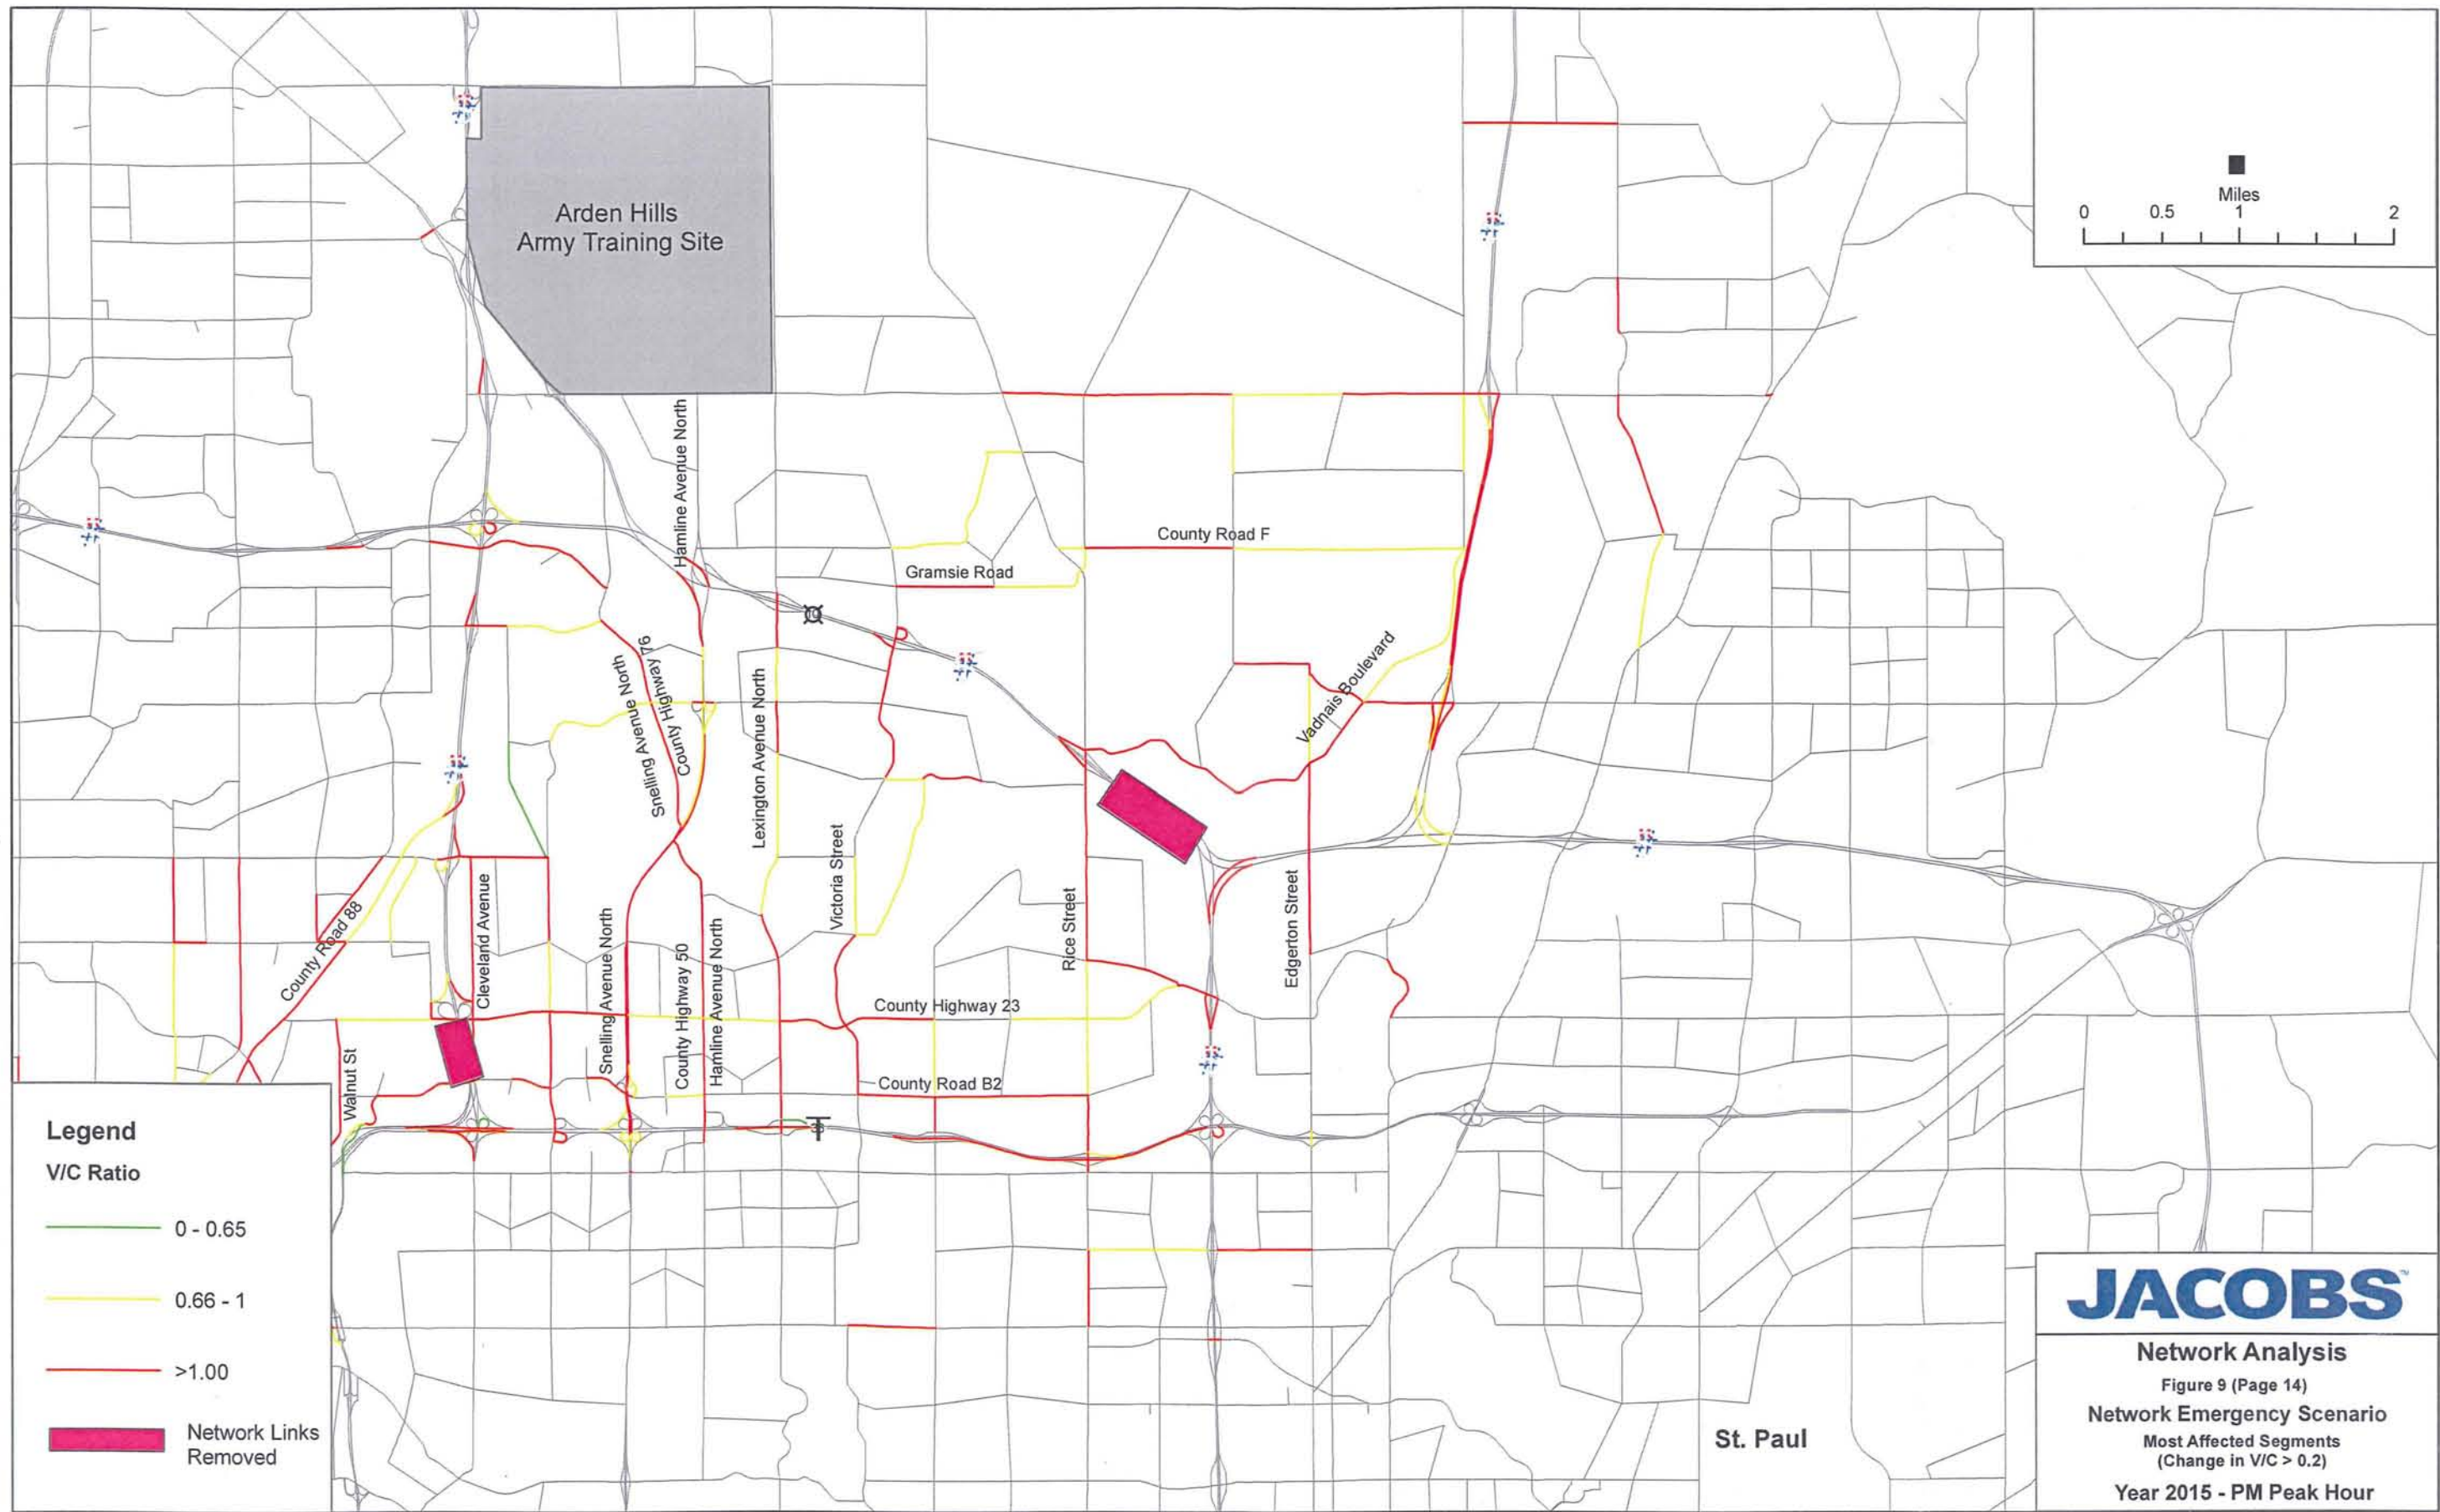 Arden Hills
Army Training Site
Miles
0 0.5 1 2
Hamline Avenue North
County Road F
Gramsie Road
Snelling Avenue North
County Highway 76
Lexington Avenue North
Vadnais Boulevard
Victoria Street
County Road 88
Cleveland Avenue
Snelling Avenue North
County Highway 50
Hamline Avenue North
Rice Street
Edgerton Street
County Highway 23
Walnut St
County Road B2
St. Paul
Legend
V/C Ratio
0 - 0.65
0.66 - 1
>1.00
Network Links
Removed
JACOBS™
Network Analysis
Figure 9 (Page 14)
Network Emergency Scenario
Most Affected Segments
(Change in V/C > 0.2)
Year 2015 - PM Peak Hour